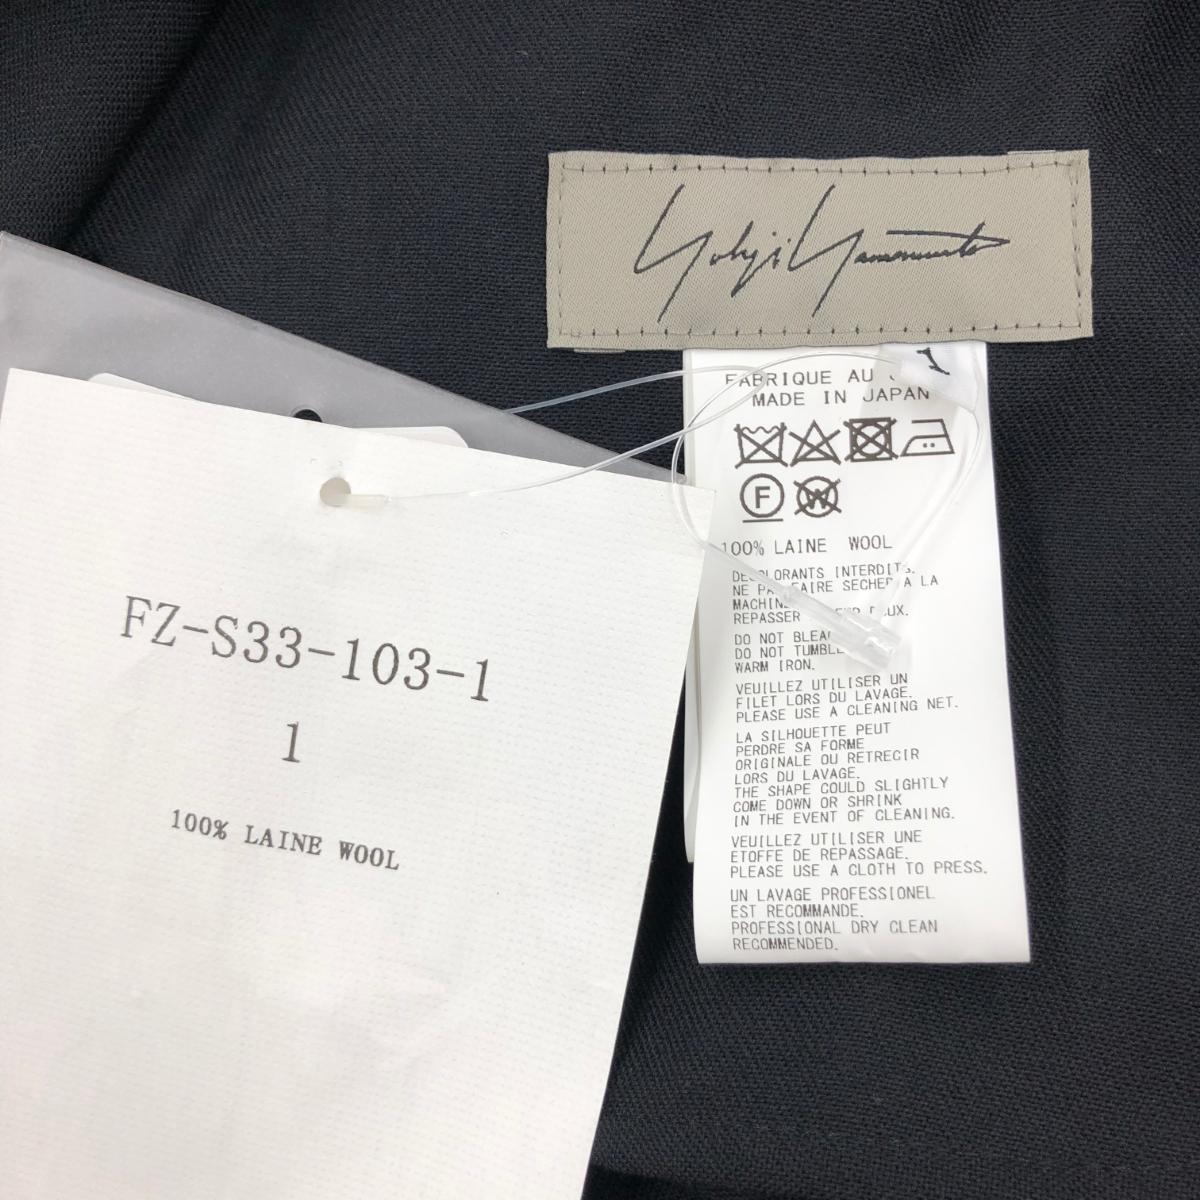 Yohji Yamamoto
1
FABRIQUE AU
MADE IN JAPAN
F
W
100% LAINE WOOL
DECOLORANTS INTERDITS.
NE PAS FAIRE SECHER A LA
MACHINE
REPASSER DOUX.
DO NOT BLEA
DO NOT TUMBLE
WARM IRON.
VEUILLEZ UTILISER UN
FILET LORS DU LAVAGE.
PLEASE USE A CLEANING NET.
LA SILHOUETTE PEUT
PERDRE SA FORME
ORIGINALE OU RETRECIR
LORS DU LAVAGE.
THE SHAPE COULD SLIGHTLY
COME DOWN OR SHRINK
IN THE EVENT OF CLEANING.
VEUILLEZ UTILISER UNE
ETOFFE DE REPASSAGE.
PLEASE USE A CLOTH TO PRESS.
UN LAVAGE PROFESSIONEL
EST RECOMMANDE.
PROFESSIONAL DRY CLEAN
RECOMMENDED.
FZ-S33-103-1
1
100% LAINE WOOL